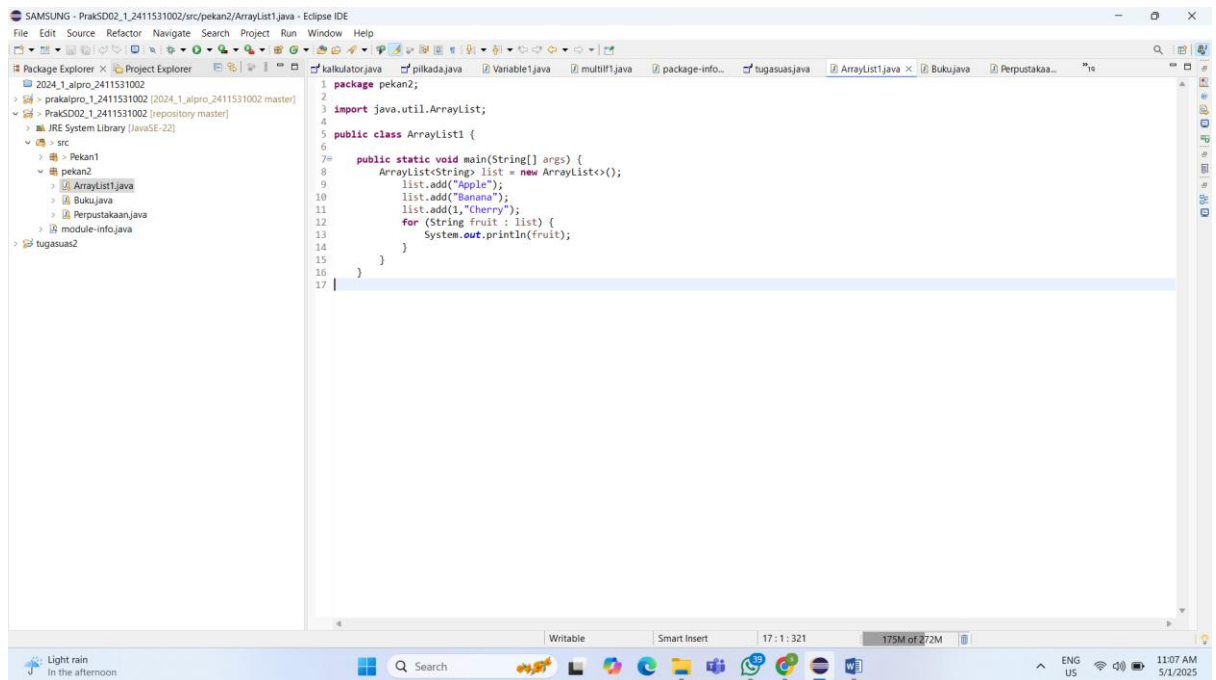 SAMSUNG - PrakSD02_1_2411531002/src/pekan2/ArrayList1.java - Eclipse IDE
File Edit Source Refactor Navigate Search Project Run Window Help
Package Explorer Project Explorer
kalkulator.java pilkada.java Variable1.java multiIf1.java package-info... tugasuas.java ArrayList1.java Buku.java Perpustakaa...
2024_1_alpro_2411531002
> prakalpro_1_2411531002 [2024_1_alpro_2411531002 master]
> PrakSD02_1_2411531002 [repository master]
JRE System Library [JavaSE-22]
> src
> Pekan1
pekan2
ArrayList1.java
Buku.java
Perpustakaan.java
module-info.java
tugasuas2
1 package pekan2;
2
3 import java.util.ArrayList;
4
5 public class ArrayList1 {
6
7 public static void main(String[] args) {
8 ArrayList<String> list = new ArrayList<>();
9 list.add("Apple");
10 list.add("Banana");
11 list.add(1,"Cherry");
12 for (String fruit : list) {
13 System.out.println(fruit);
14 }
15 }
16 }
17
Writable Smart Insert 17 : 1 : 321 175M of 272M
Light rain
In the afternoon
Search
39
ENG
US
11:07 AM
5/1/2025